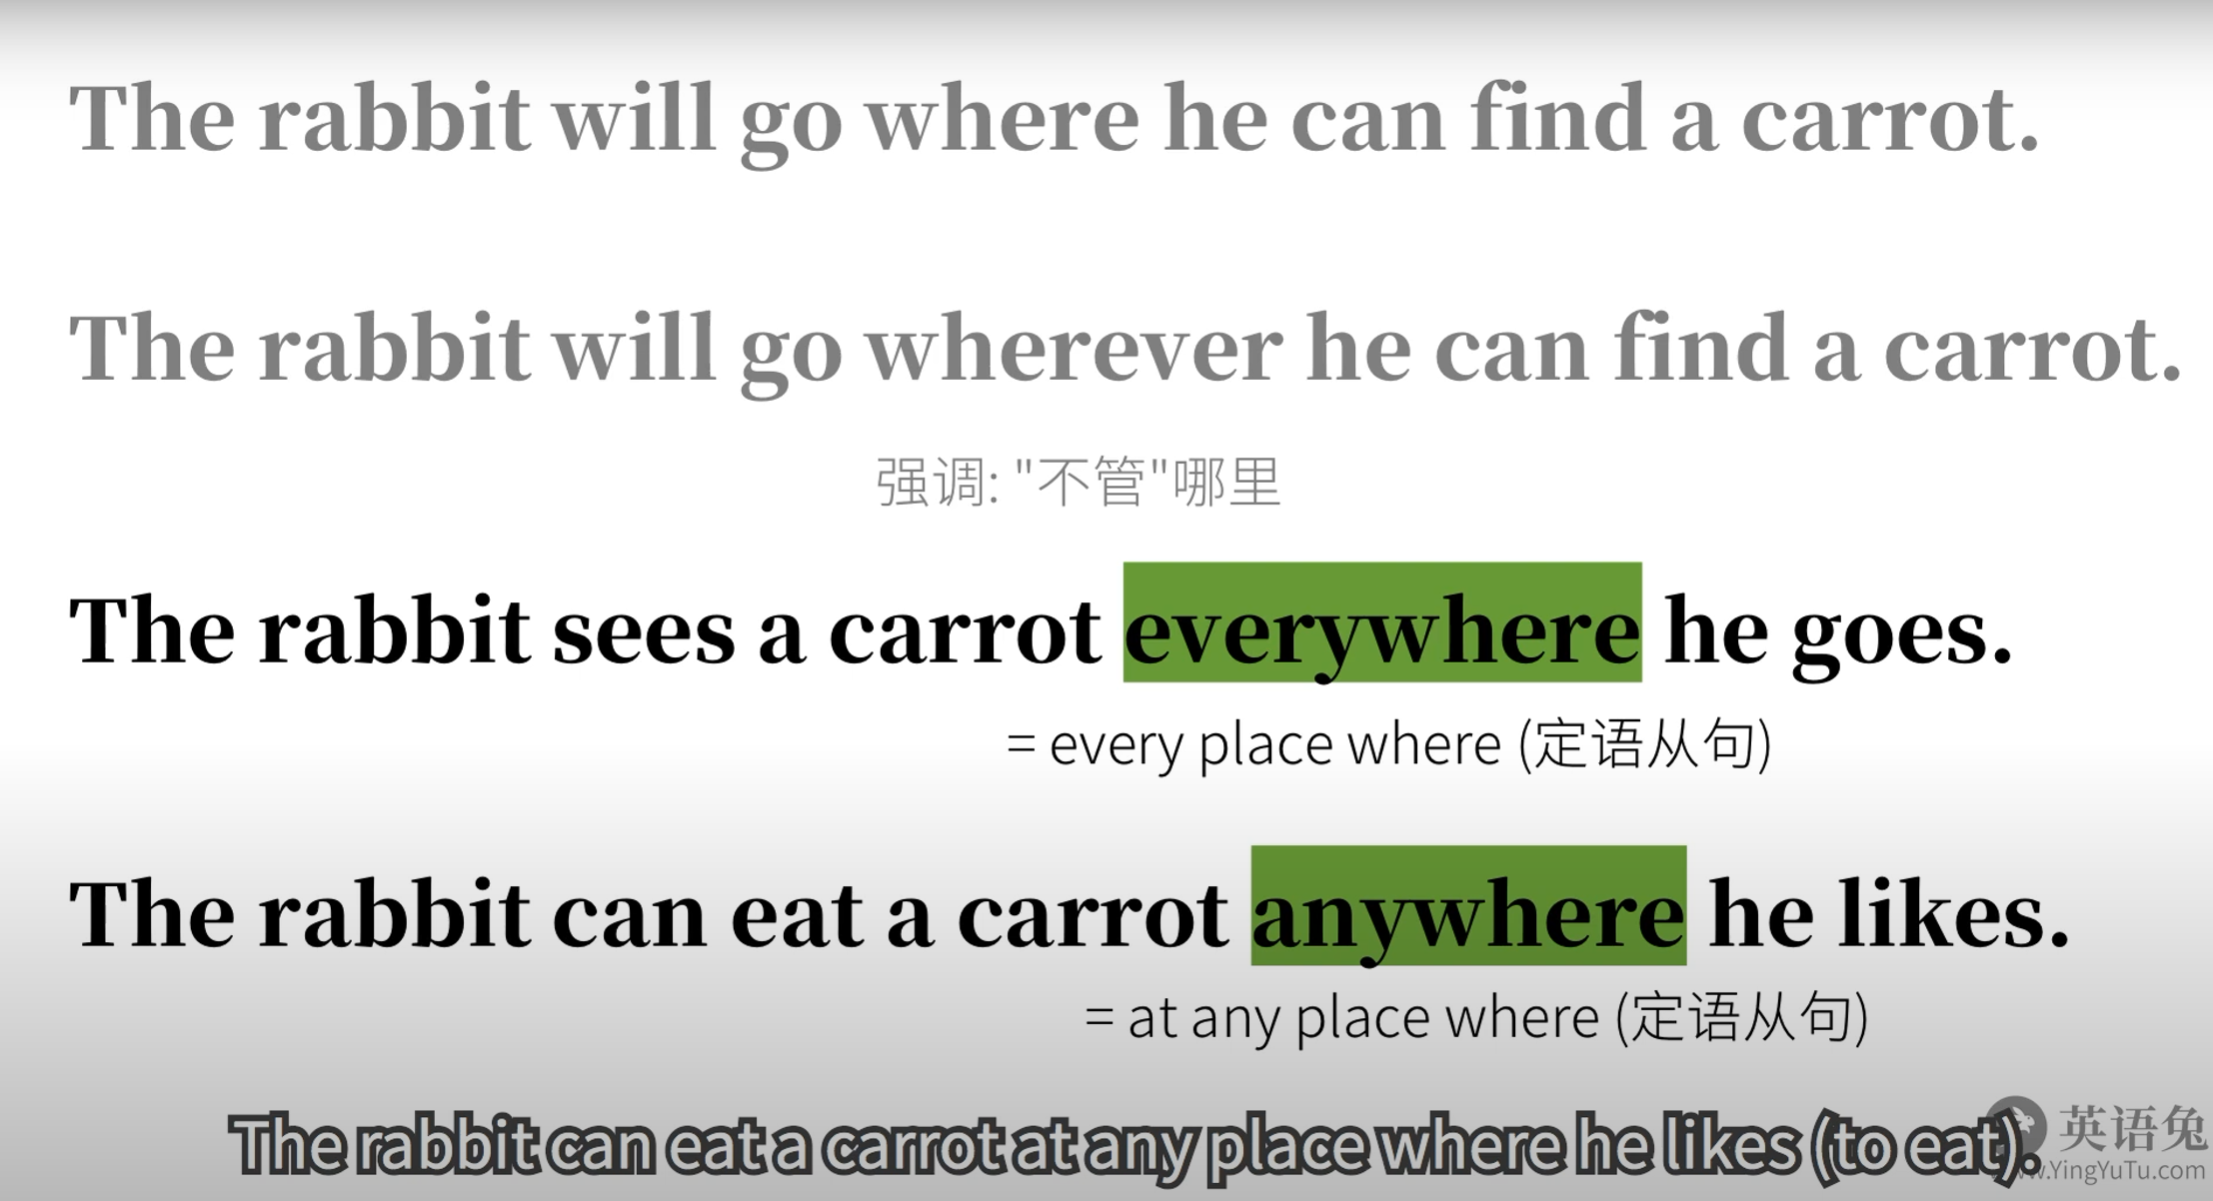 The rabbit will go where he can find a carrot.
The rabbit will go wherever he can find a carrot.
强调: "不管"哪里
The rabbit sees a carrot everywhere he goes.
= every place where (定语从句)
The rabbit can eat a carrot anywhere he likes.
= at any place where (定语从句)
The rabbit can eat a carrot at any place where he likes (to eat).
英语兔
.YingYuTu.com